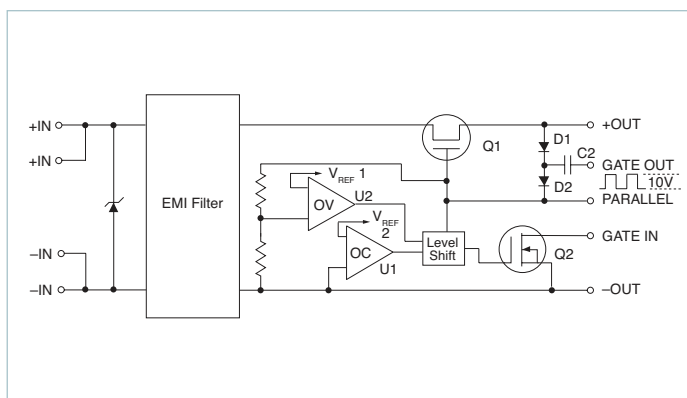 +IN
+IN
–IN
–IN
EMI Filter
V REF 1
OV
U2
V REF 2
OC
U1
Level
Shift
Q1
Q2
D1
C2
D2
+OUT
GATE OUT
10V
PARALLEL
GATE IN
–OUT